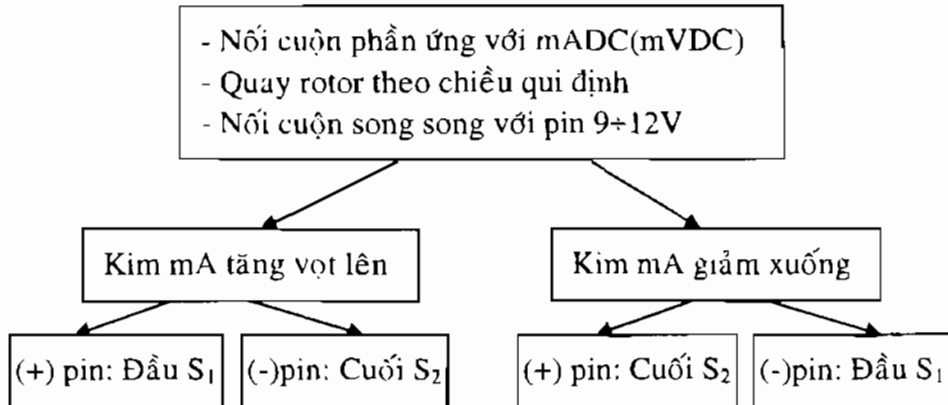 - Nối cuộn phần ứng với mADC(mVDC)
- Quay rotor theo chiều qui định
- Nối cuộn song song với pin 9÷12V
Kim mA tăng vọt lên
Kim mA giảm xuống
(+) pin: Đầu S₁
(-)pin: Cuối S₂
(+) pin: Cuối S₂
(-)pin: Đầu S₁